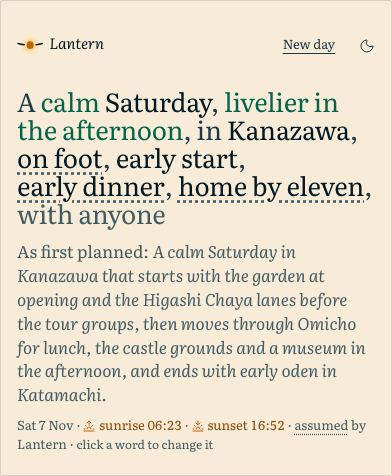 Lantern
New day
A calm Saturday, livelier in
the afternoon, in Kanazawa,
on foot, early start,
early dinner, home by eleven,
with anyone
As first planned: A calm Saturday in
Kanazawa that starts with the garden at
opening and the Higashi Chaya lanes before
the tour groups, then moves through Omicho
for lunch, the castle grounds and a museum in
the afternoon, and ends with early oden in
Katamachi.
Sat 7 Nov · sunrise 06:23 · sunset 16:52 · assumed by
Lantern · click a word to change it